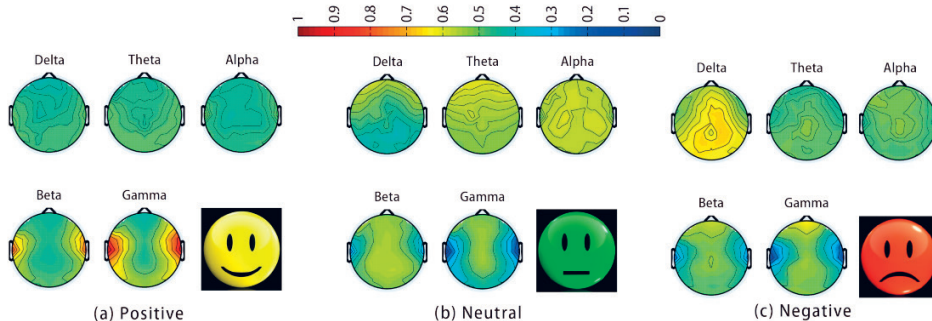 1 0.9 0.8 0.7 0.6 0.5 0.4 0.3 0.2 0.1 0
Delta Theta Alpha
Beta Gamma
(a) Positive
Delta Theta Alpha
Beta Gamma
(b) Neutral
Delta Theta Alpha
Beta Gamma
(c) Negative